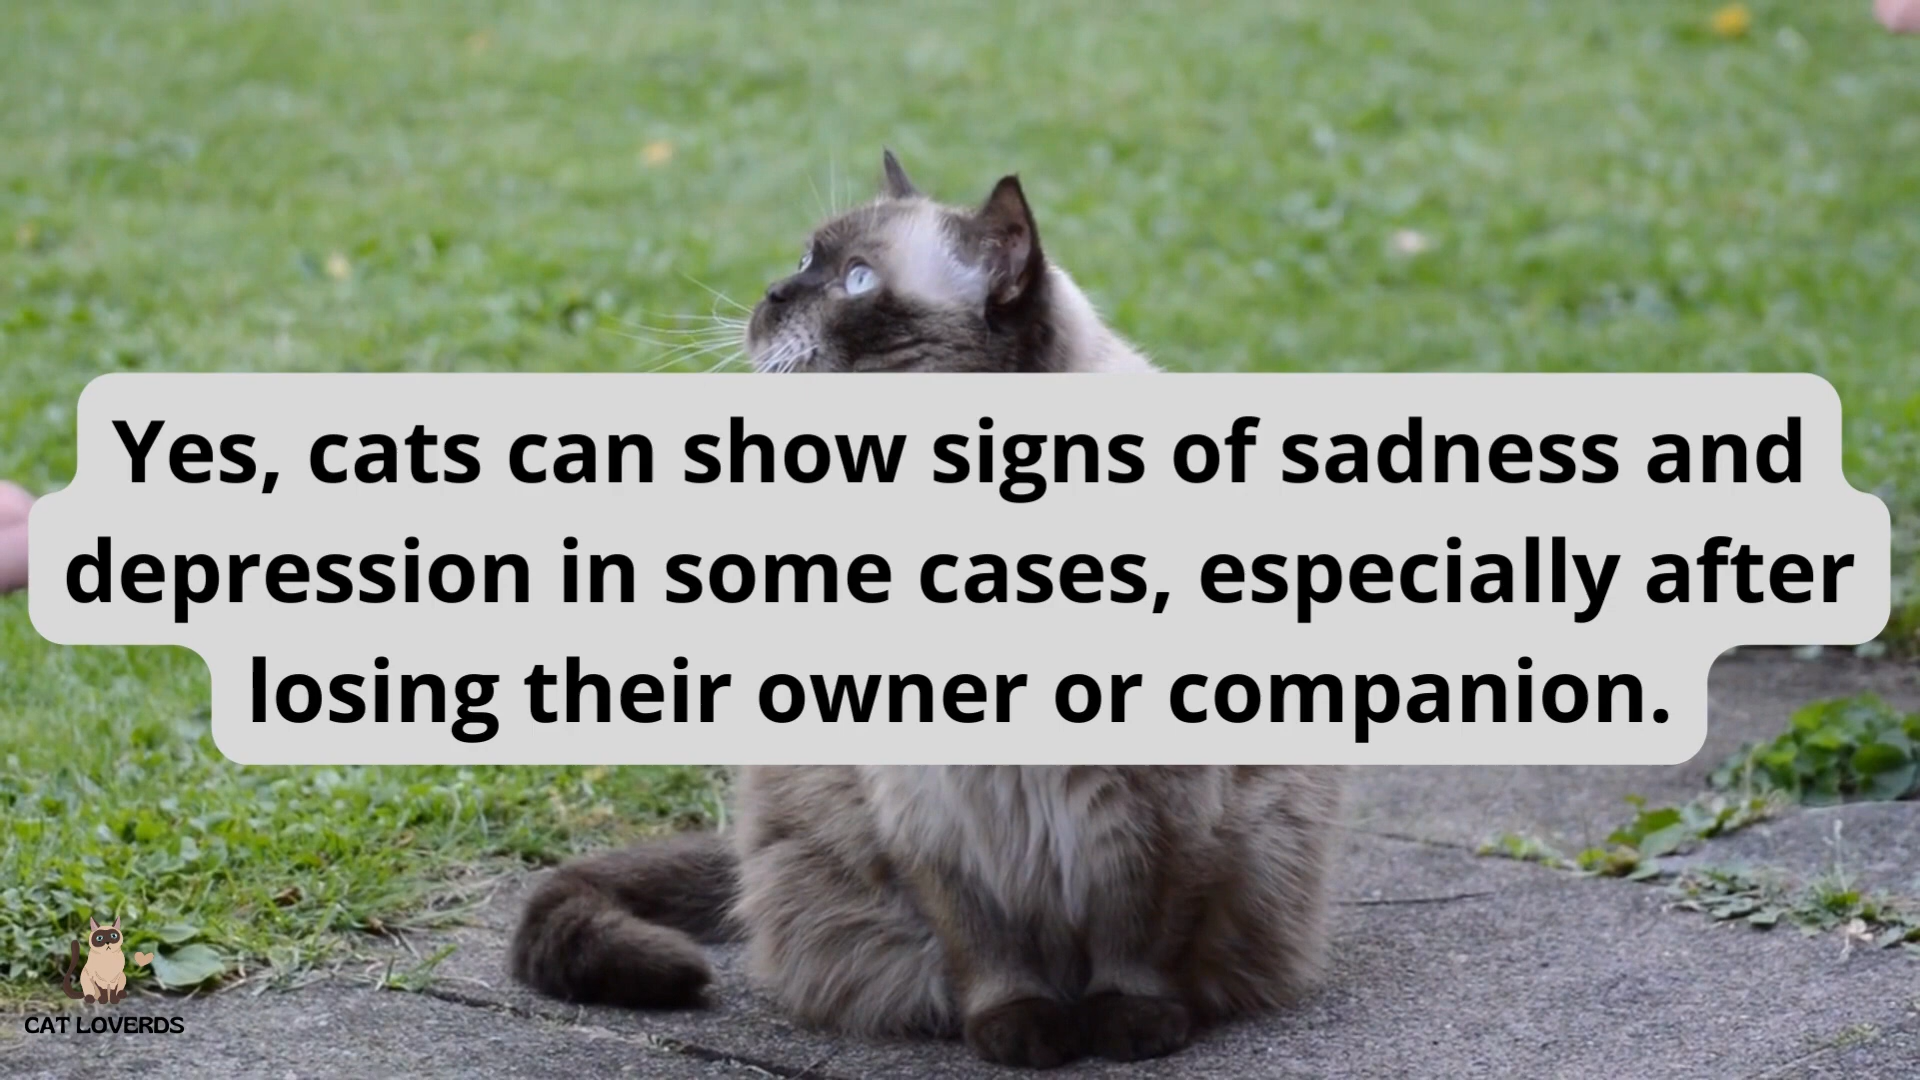 Yes, cats can show signs of sadness and
depression in some cases, especially after
losing their owner or companion.
CAT LOVERDS